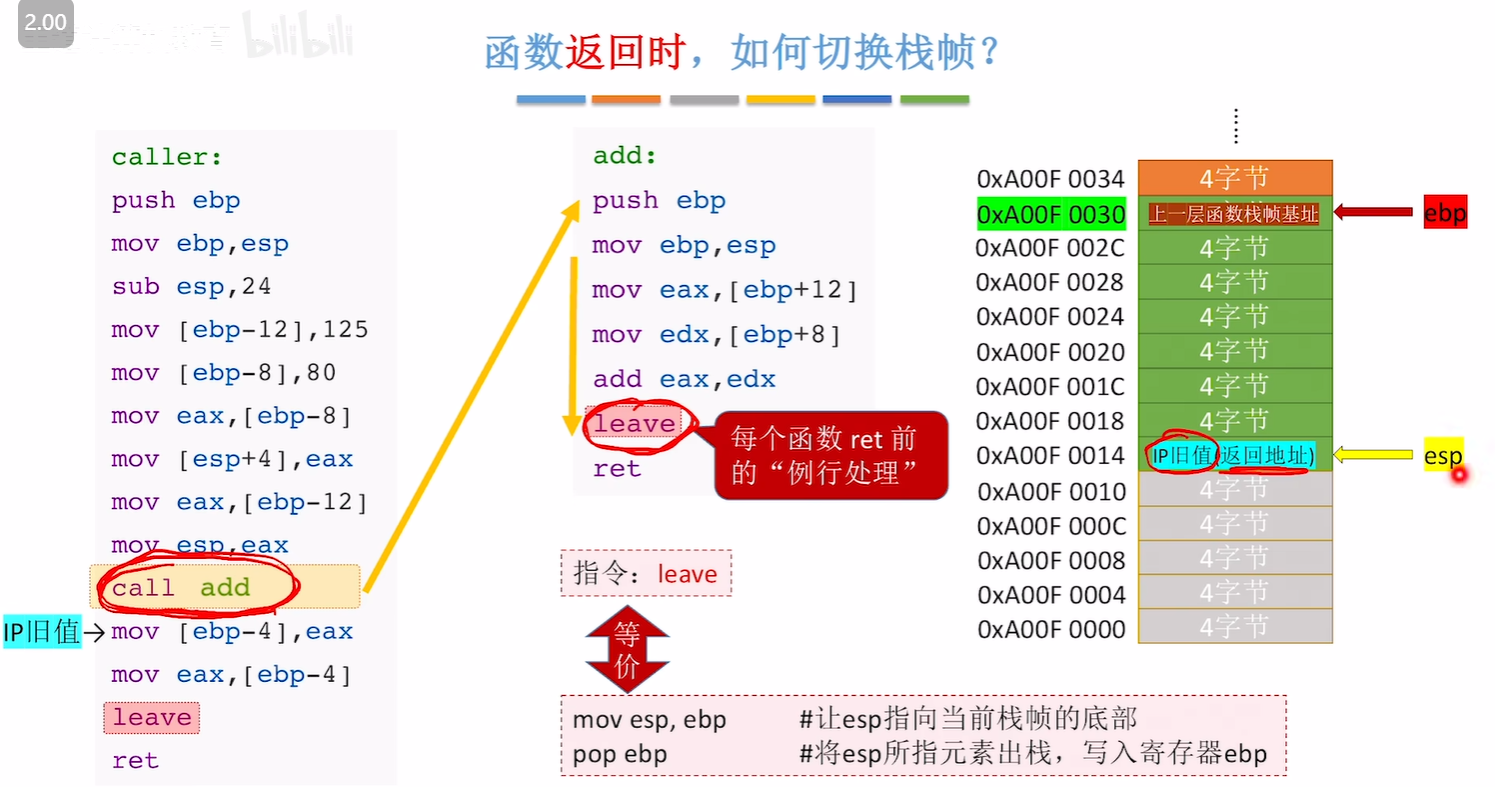 2.00
bilibili
函数返回时，如何切换栈帧？
caller:
push ebp
mov ebp,esp
sub esp,24
mov [ebp-12],125
mov [ebp-8],80
mov eax,[ebp-8]
mov [esp+4],eax
mov eax,[ebp-12]
mov esp,eax
call add
IP旧值→mov [ebp-4],eax
mov eax,[ebp-4]
leave
ret
add:
push ebp
mov ebp,esp
mov eax,[ebp+12]
mov edx,[ebp+8]
add eax,edx
leave
ret
每个函数 ret 前
的“例行处理”
指令：leave
等
价
mov esp, ebp #让esp指向当前栈帧的底部
pop ebp #将esp所指元素出栈，写入寄存器ebp
0xA00F 0034 4字节
0xA00F 0030 上一层函数栈帧基址 ebp
0xA00F 002C 4字节
0xA00F 0028 4字节
0xA00F 0024 4字节
0xA00F 0020 4字节
0xA00F 001C 4字节
0xA00F 0018 4字节
0xA00F 0014 IP旧值(返回地址) esp
0xA00F 0010 4字节
0xA00F 000C 4字节
0xA00F 0008 4字节
0xA00F 0004 4字节
0xA00F 0000 4字节